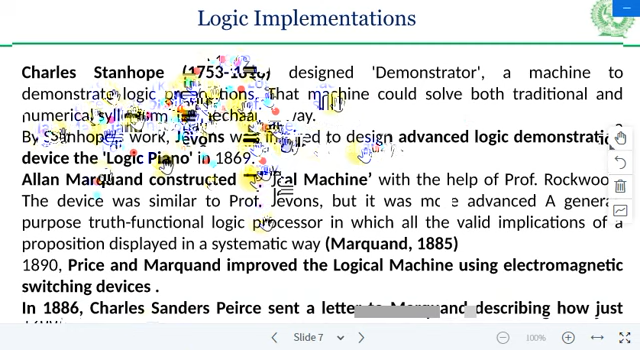 Logic Implementations
Charles Stanhope (1753- designed 'Demonstrator', a machine to
demonstrate logic That machine could solve both traditional and
numerical way.
By Stanhope's work, Jevons to design advanced logic demonstratio
device the 'Logic Piano' in 1869.
Allan Marquand constructed Machine' with the help of Prof. Rockwoo
The device was similar to Prof. Jevons, but it was advanced A genera
purpose truth-functional logic processor in which all the valid implications of a
proposition displayed in a systematic way (Marquand, 1885)
1890, Price and Marquand improved the Logical Machine using electromagnetic
switching devices .
In 1886, Charles Sanders Peirce sent a letter to Marquand describing how just
Slide 7
100%